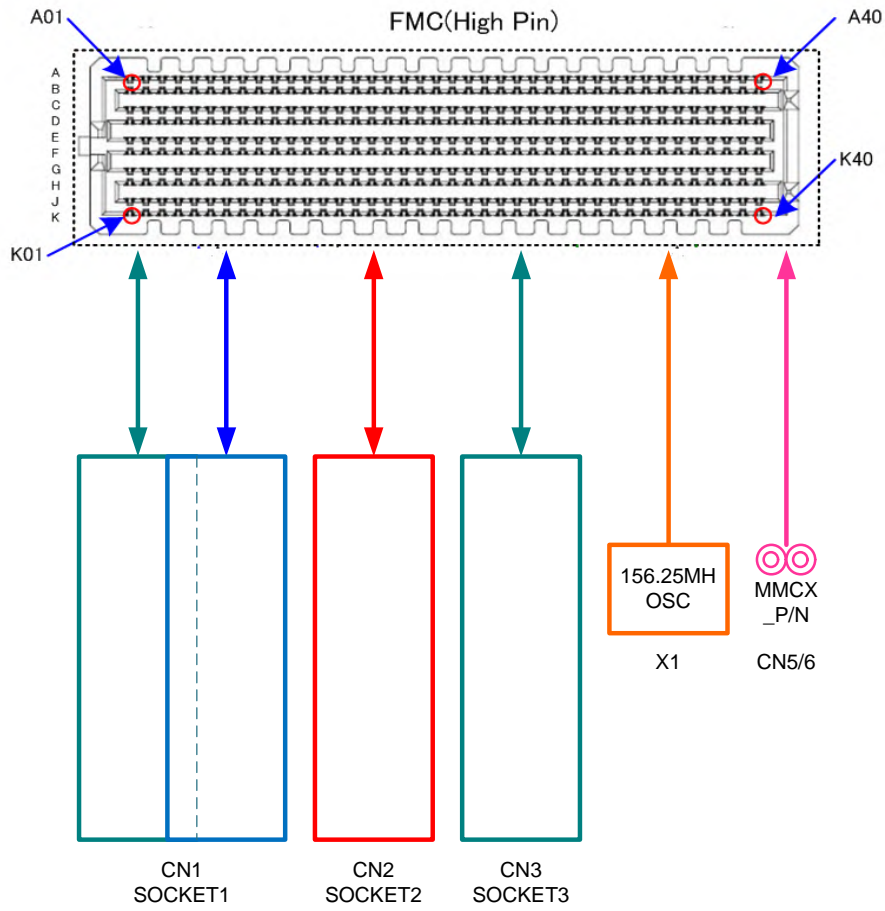 FMC(High Pin)
A01
A40
A
B
C
D
E
F
G
H
J
K
K01
K40
156.25MH
OSC
X1
MMCX
_P/N
CN5/6
CN1
SOCKET1
CN2
SOCKET2
CN3
SOCKET3